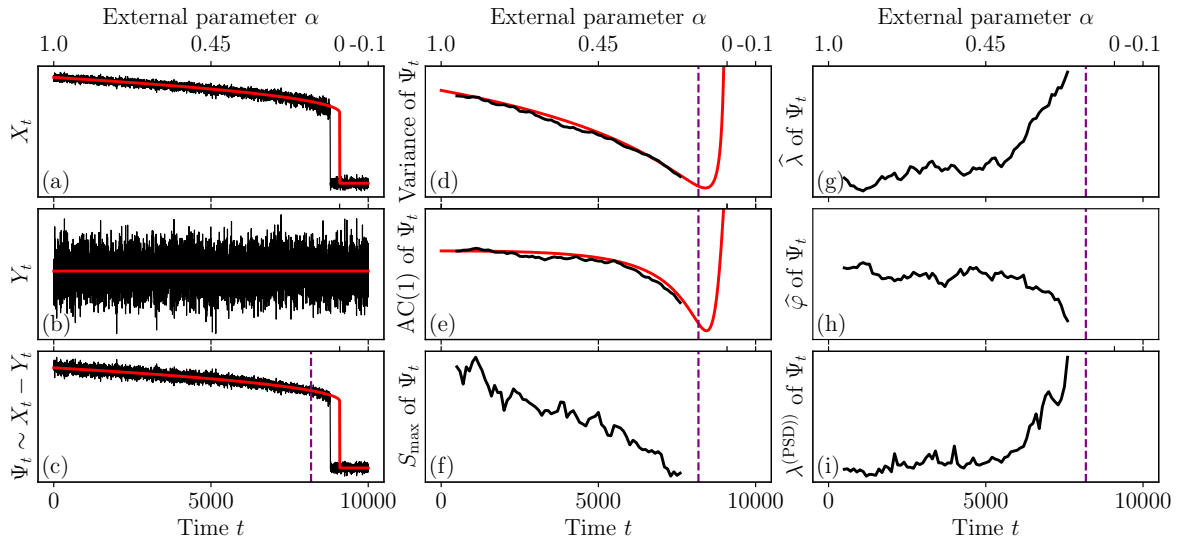 External parameter α
External parameter α
External parameter α
1.0 0.45 0 -0.1
1.0 0.45 0 -0.1
1.0 0.45 0 -0.1
X_t
(a)
Variance of Ψ_t
(d)
λ̂ of Ψ_t
(g)
Y_t
(b)
AC(1) of Ψ_t
(e)
φ̂ of Ψ_t
(h)
Ψ_t ∼ X_t − Y_t
(c)
S_max of Ψ_t
(f)
λ^(PSD)) of Ψ_t
(i)
0 5000 10000
0 5000 10000
0 5000 10000
Time t
Time t
Time t